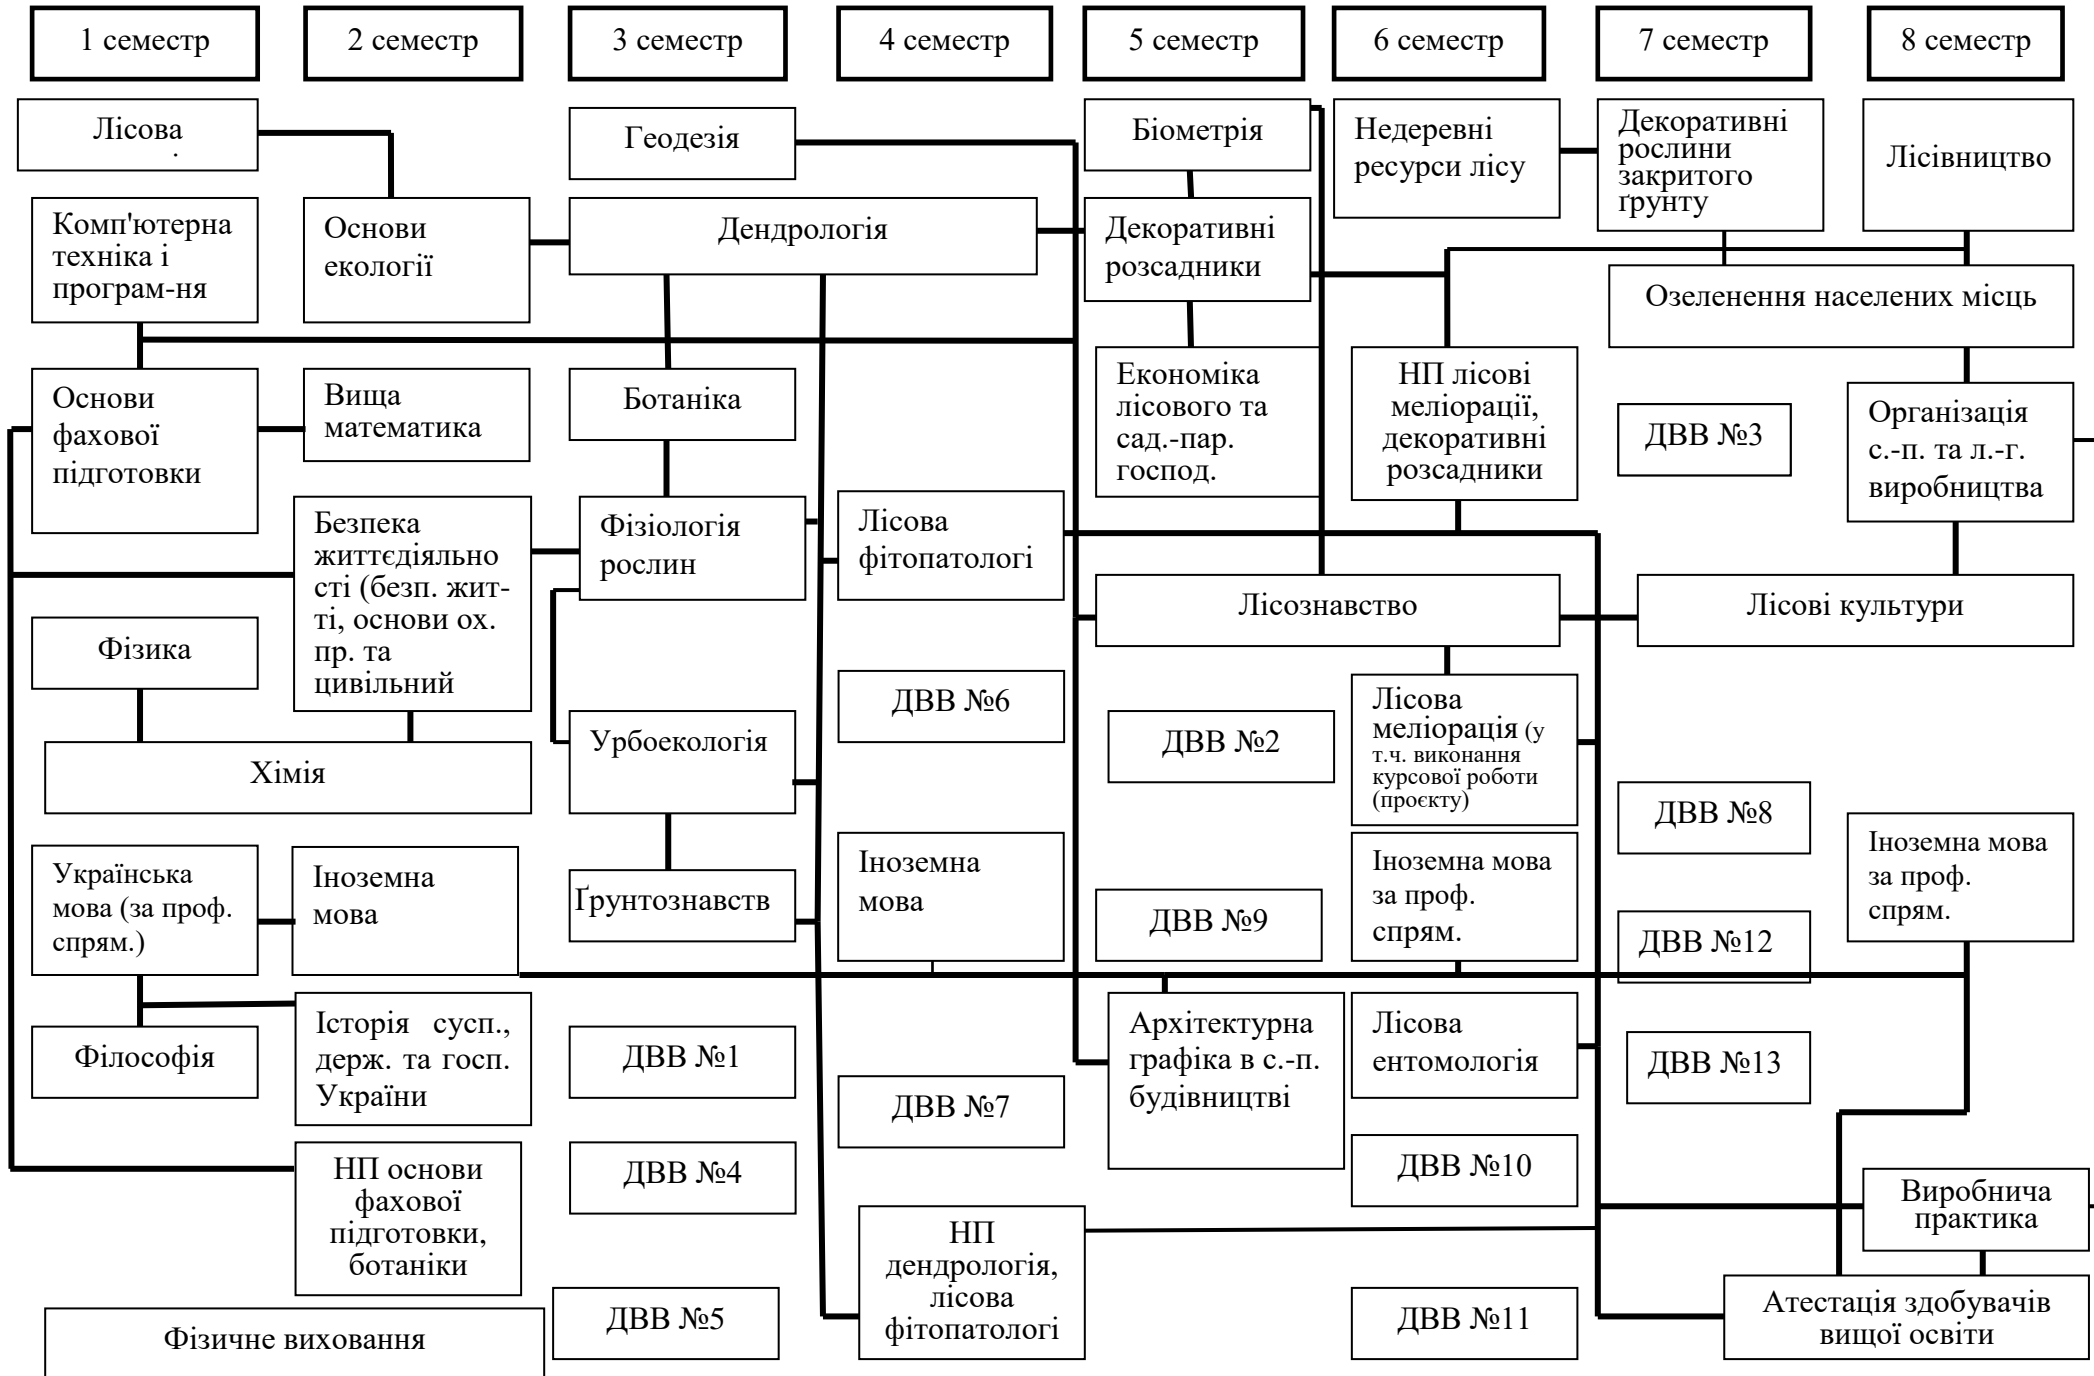 1 семестр
2 семестр
3 семестр
4 семестр
5 семестр
6 семестр
7 семестр
8 семестр
Лісова
.
Комп'ютерна
техніка і
програм-ня
Основи
фахової
підготовки
Фізика
Хімія
Українська
мова (за проф.
спрям.)
Філософія
Фізичне виховання
Основи
екології
Вища
математика
Безпека
життєдіяльно
сті (безп. жит-
ті, основи ох.
пр. та
цивільний
Іноземна
мова
Історія сусп.,
держ. та госп.
України
НП основи
фахової
підготовки,
ботаніки
Геодезія
Дендрологія
Ботаніка
Фізіологія
рослин
Урбоекологія
Ґрунтознавств
ДВВ №1
ДВВ №4
ДВВ №5
Лісова
фітопатологі
ДВВ №6
Іноземна
мова
ДВВ №7
НП
дендрологія,
лісова
фітопатологі
Біометрія
Декоративні
розсадники
Економіка
лісового та
сад.-пар.
господ.
Лісознавство
ДВВ №2
ДВВ №9
Архітектурна
графіка в с.-п.
будівництві
Недеревні
ресурси лісу
НП лісові
меліорації,
декоративні
розсадники
Лісова
меліорація (у
т.ч. виконання
курсової роботи
(проєкту)
Іноземна мова
за проф.
спрям.
Лісова
ентомологія
ДВВ №10
ДВВ №11
Декоративні
рослини
закритого
ґрунту
Озеленення населених місць
ДВВ №3
Лісові культури
ДВВ №8
ДВВ №12
ДВВ №13
Лісівництво
Організація
с.-п. та л.-г.
виробництва
Іноземна мова
за проф.
спрям.
Виробнича
практика
Атестація здобувачів
вищої освіти